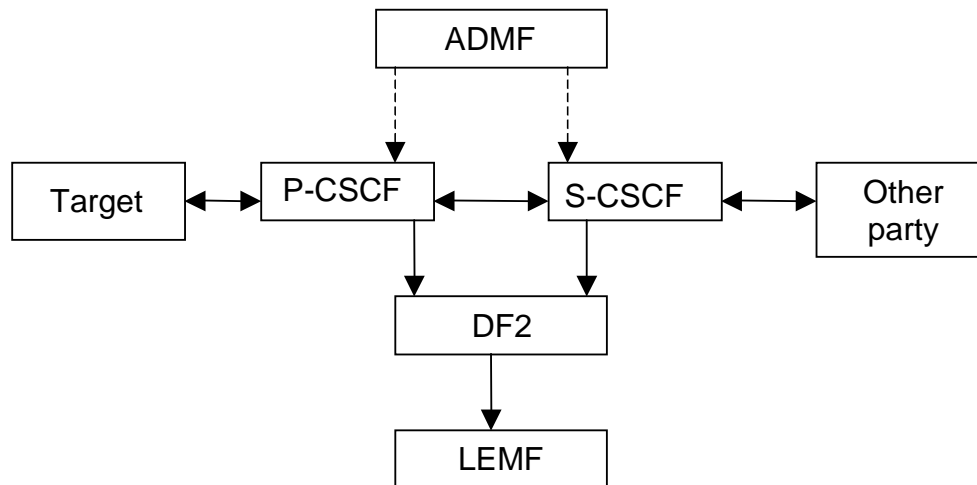 ADMF
Target
P-CSCF
S-CSCF
Other
party
DF2
LEMF